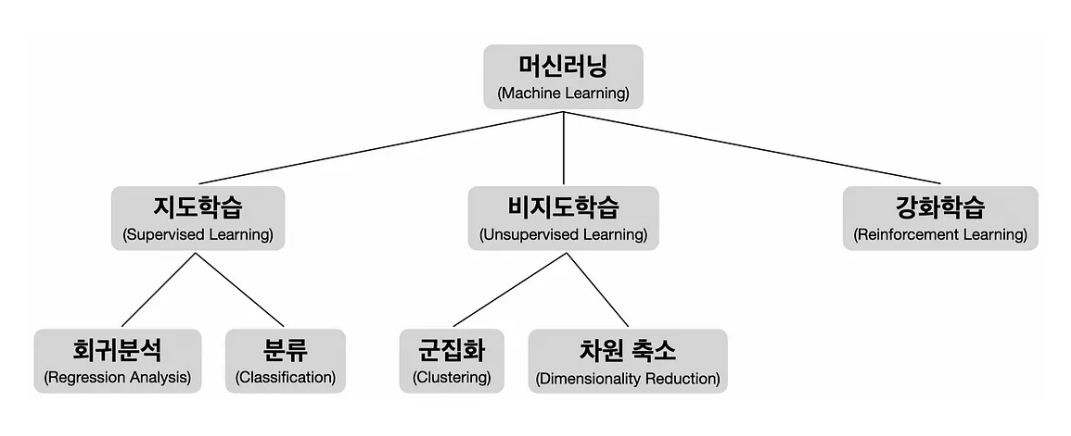 머신러닝
(Machine Learning)
지도학습
(Supervised Learning)
비지도학습
(Unsupervised Learning)
강화학습
(Reinforcement Learning)
회귀분석
(Regression Analysis)
분류
(Classification)
군집화
(Clustering)
차원 축소
(Dimensionality Reduction)